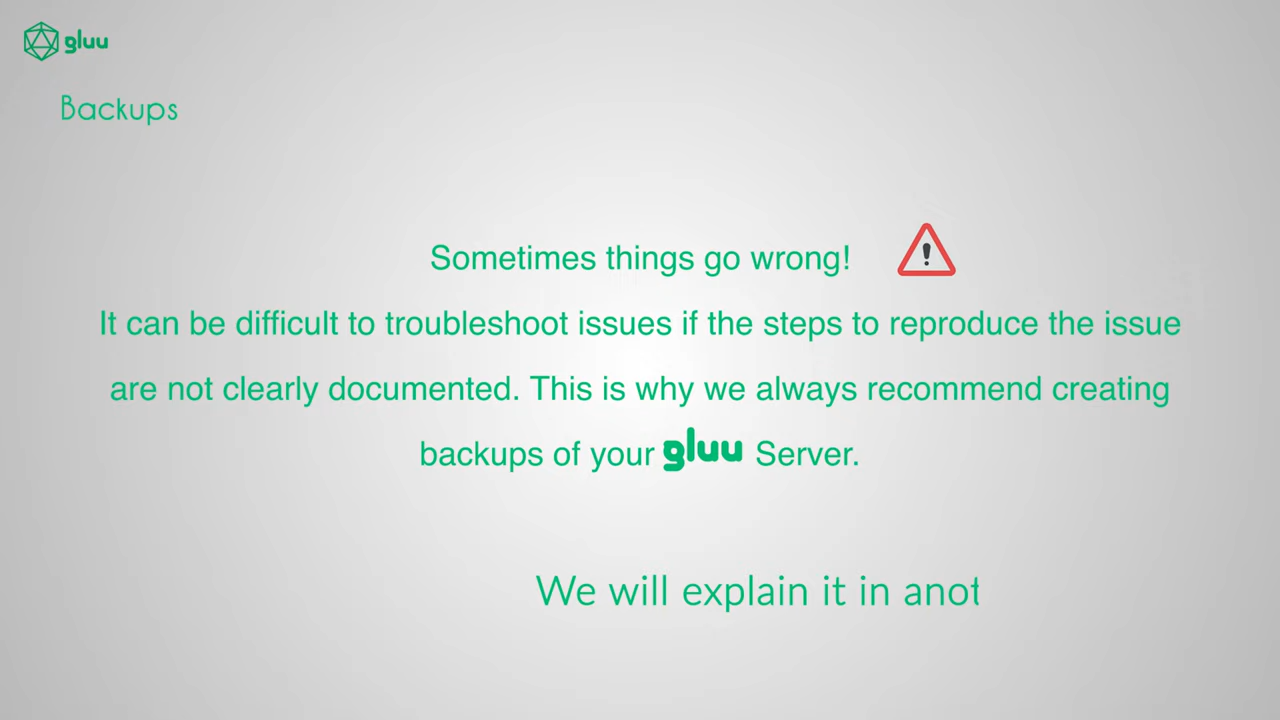 gluu
Backups
Sometimes things go wrong!
It can be difficult to troubleshoot issues if the steps to reproduce the issue
are not clearly documented. This is why we always recommend creating
backups of your gluu Server.
We will explain it in anot